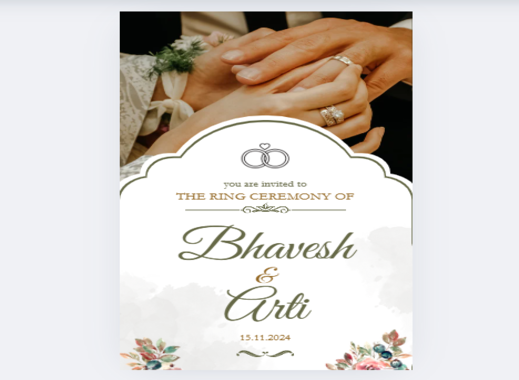 you are invited to
THE RING CEREMONY OF
Bhavesh
&
Arti
15.11.2024